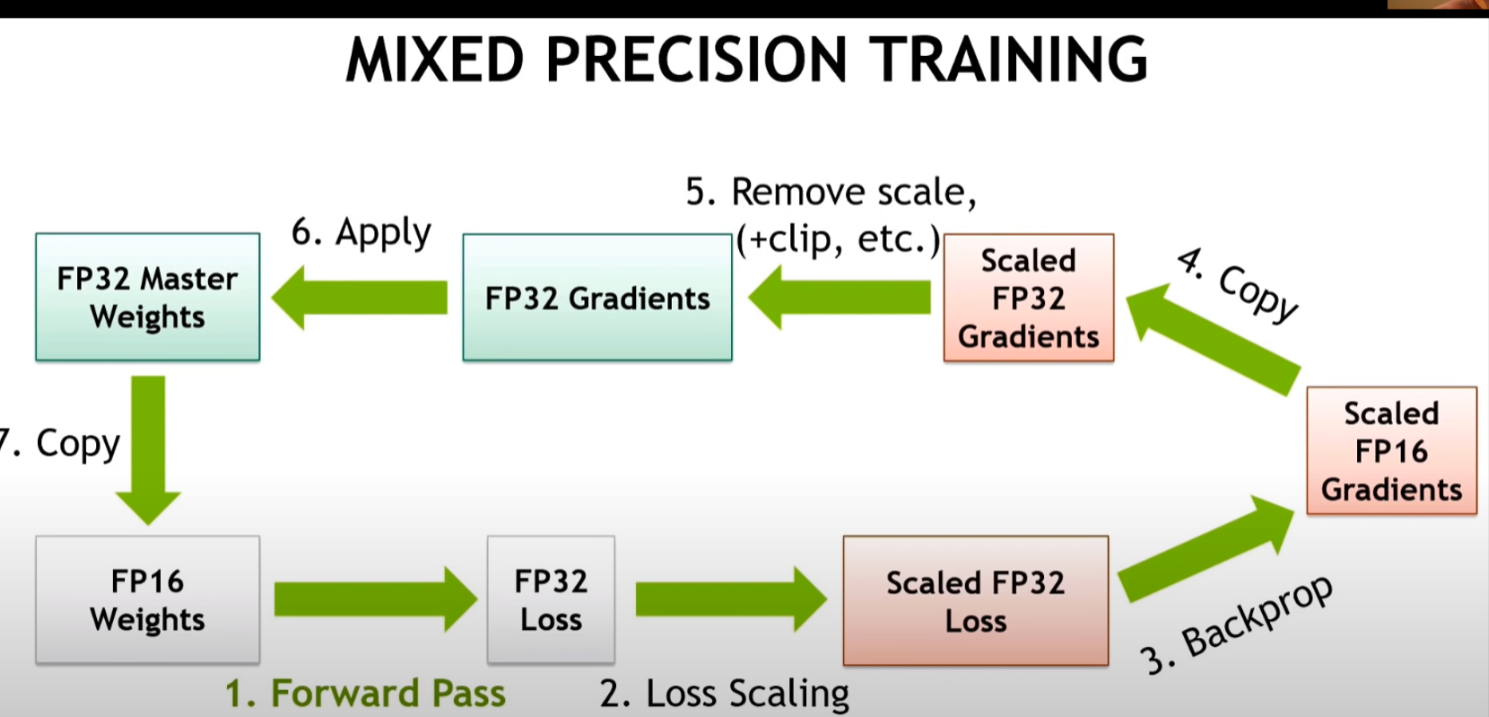 MIXED PRECISION TRAINING
5. Remove scale,
(+clip, etc.)
6. Apply
4. Copy
FP32 Master
Weights
FP32 Gradients
Scaled
FP32
Gradients
Scaled
FP16
Gradients
7. Copy
FP16
Weights
FP32
Loss
Scaled FP32
Loss
3. Backprop
1. Forward Pass
2. Loss Scaling